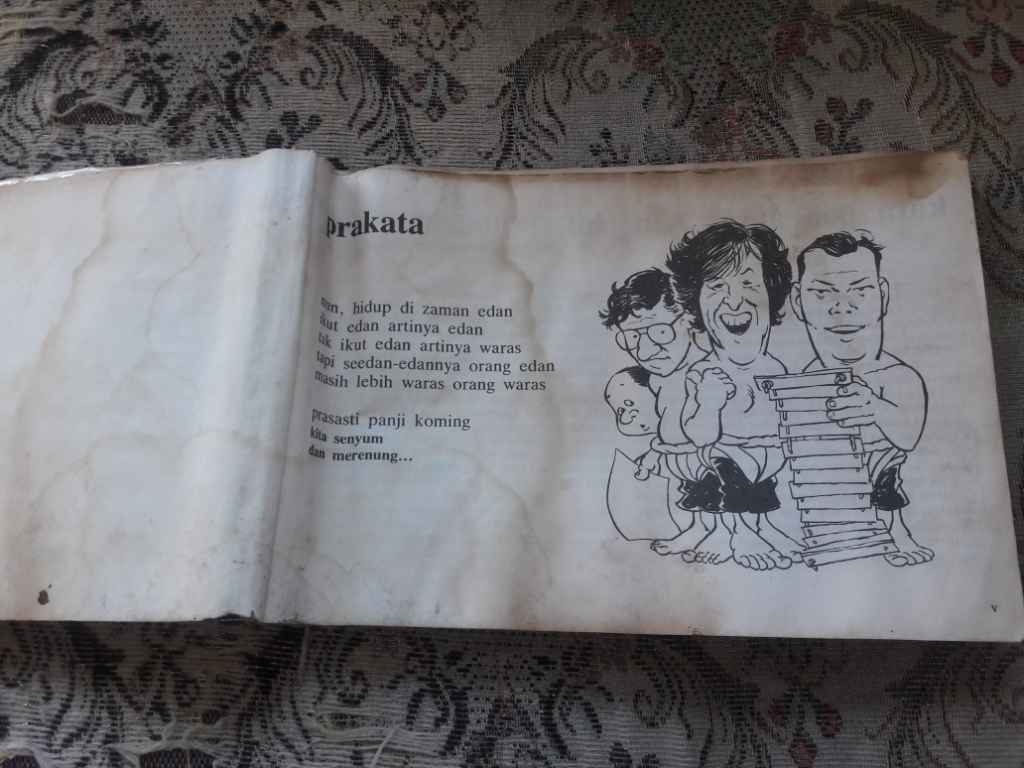 prakata
hidup di zaman edan
ikut edan artinya edan
tak ikut edan artinya waras
tapi seedan-edannya orang edan
masih lebih waras orang waras
prasasti panji koming
kita senyum
dan merenung...
v